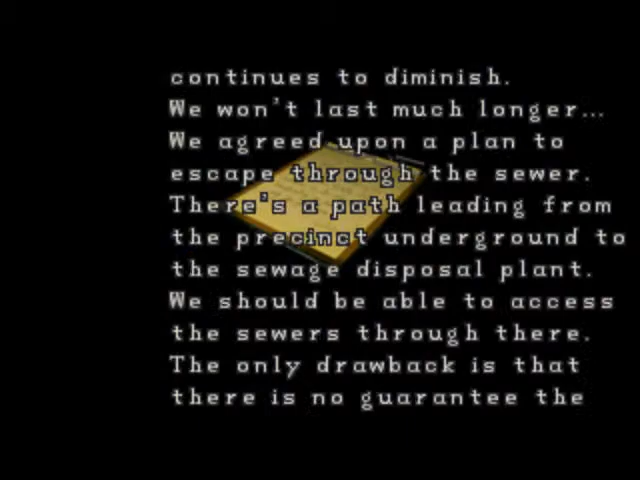 continues to diminish.
We won't last much longer...
We agreed upon a plan to
escape through the sewer.
There's a path leading from
the precinct underground to
the sewage disposal plant.
We should be able to access
the sewers through there.
The only drawback is that
there is no guarantee the